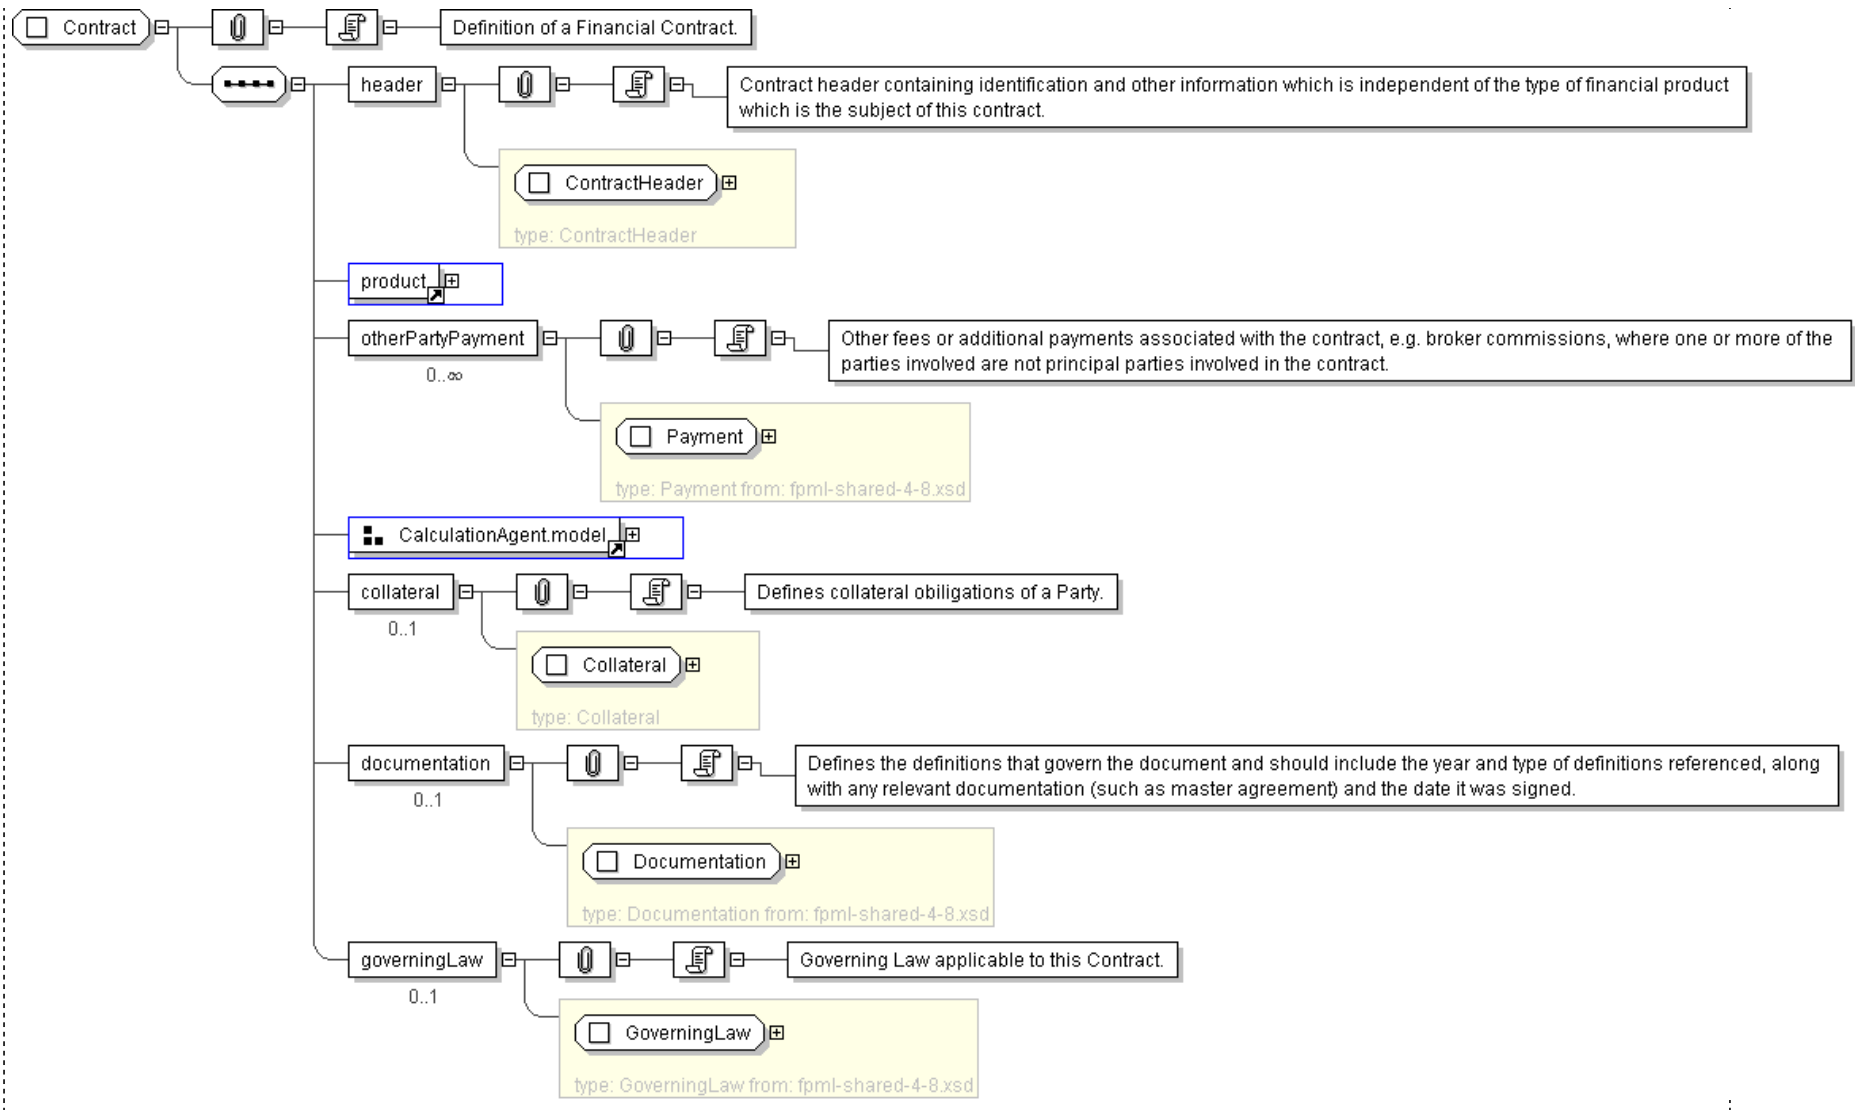 Contract
Definition of a Financial Contract.
header
Contract header containing identification and other information which is independent of the type of financial product
which is the subject of this contract.
ContractHeader
type: ContractHeader
product
otherPartyPayment
0..∞
Other fees or additional payments associated with the contract, e.g. broker commissions, where one or more of the
parties involved are not principal parties involved in the contract.
Payment
type: Payment from: fpml-shared-4-8.xsd
CalculationAgent.model
collateral
0..1
Defines collateral obiligations of a Party.
Collateral
type: Collateral
documentation
0..1
Defines the definitions that govern the document and should include the year and type of definitions referenced, along
with any relevant documentation (such as master agreement) and the date it was signed.
Documentation
type: Documentation from: fpml-shared-4-8.xsd
governingLaw
0..1
Governing Law applicable to this Contract.
GoverningLaw
type: GoverningLaw from: fpml-shared-4-8.xsd